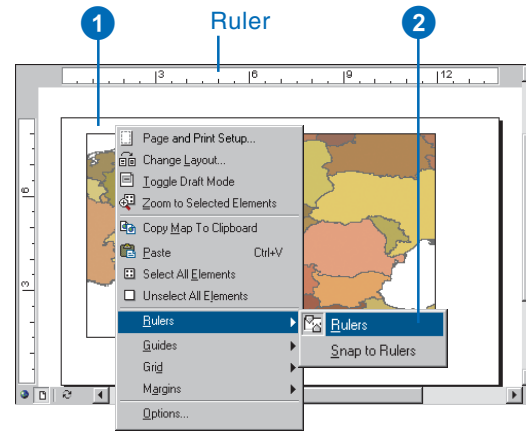 1 Ruler 2
3 6 9 12
Page and Print Setup...
Change Layout...
Toggle Draft Mode
Zoom to Selected Elements
Copy Map To Clipboard
Paste Ctrl+V
Select All Elements
Unselect All Elements
Rulers
Rulers
Guides
Snap to Rulers
Grid
Margins
Options...
6
3